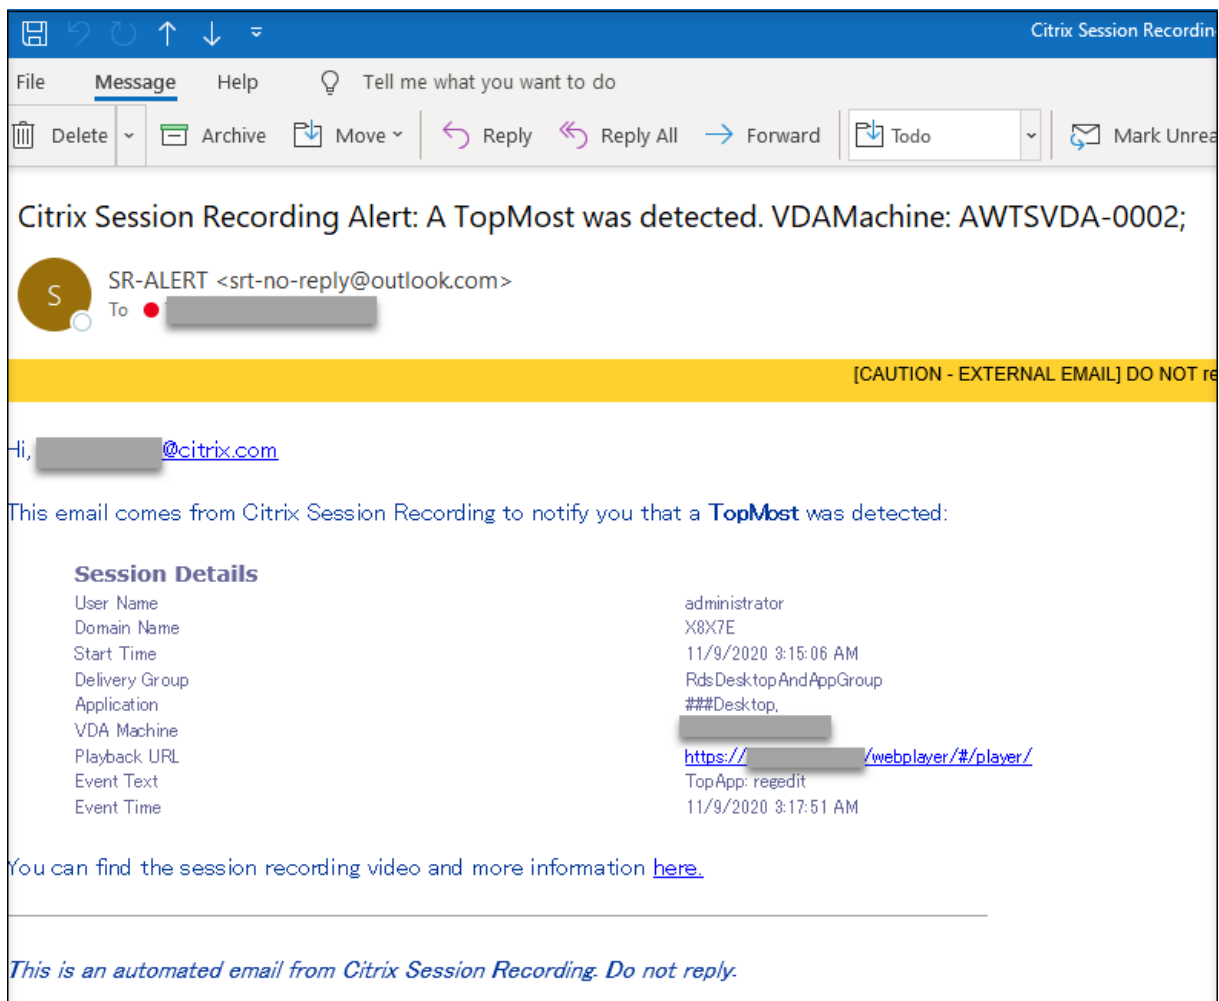 Citrix Session Recordin
File Message Help Tell me what you want to do
Delete Archive Move Reply Reply All Forward Todo Mark Unrea
Citrix Session Recording Alert: A TopMost was detected. VDAMachine: AWTSVDA-0002;
S
SR-ALERT <srt-no-reply@outlook.com>
To
[CAUTION - EXTERNAL EMAIL] DO NOT re
Hi, @citrix.com
This email comes from Citrix Session Recording to notify you that a TopMost was detected:
Session Details
User Name administrator
Domain Name X8X7E
Start Time 11/9/2020 3:15:06 AM
Delivery Group RdsDesktopAndAppGroup
Application ###Desktop,
VDA Machine
Playback URL https:// /webplayer/#/player/
Event Text TopApp: regedit
Event Time 11/9/2020 3:17:51 AM
You can find the session recording video and more information here.
This is an automated email from Citrix Session Recording. Do not reply.